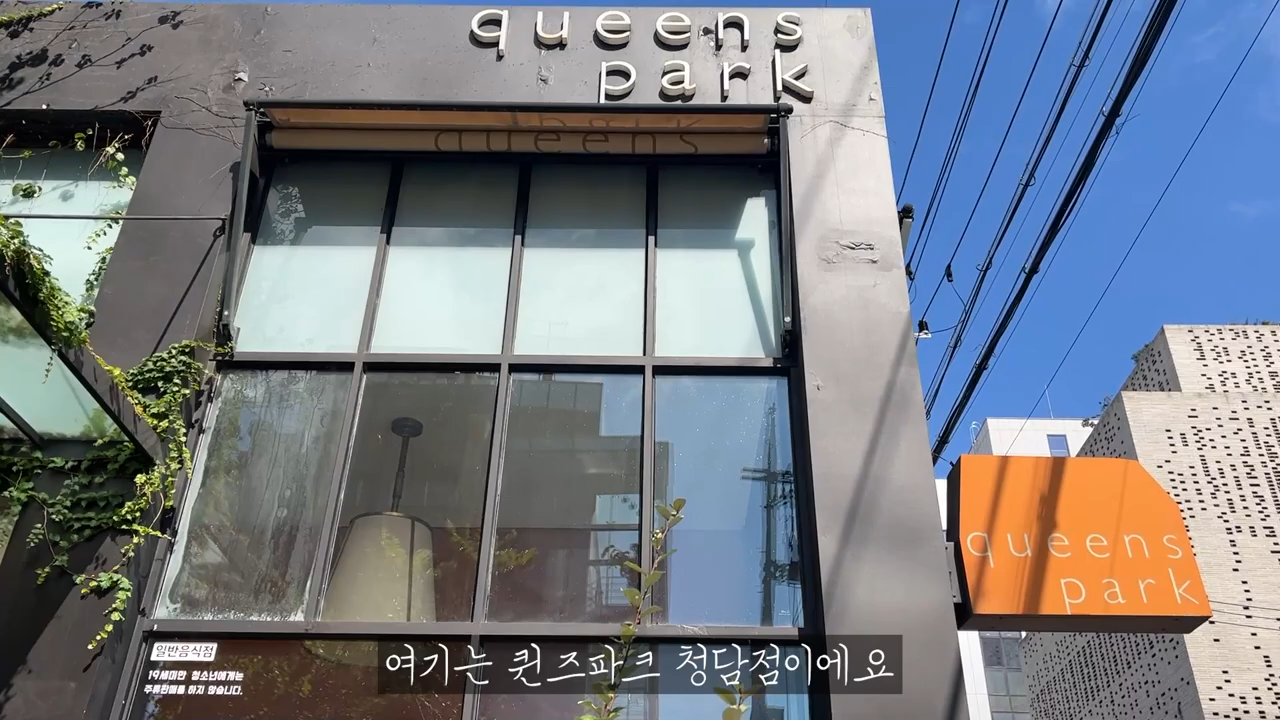 queens
park
queens
queens
park
일반음식점
19세미만 청소년에게는
주류판매를 하지 않습니다.
여기는 퀸즈파크 청담점이에요